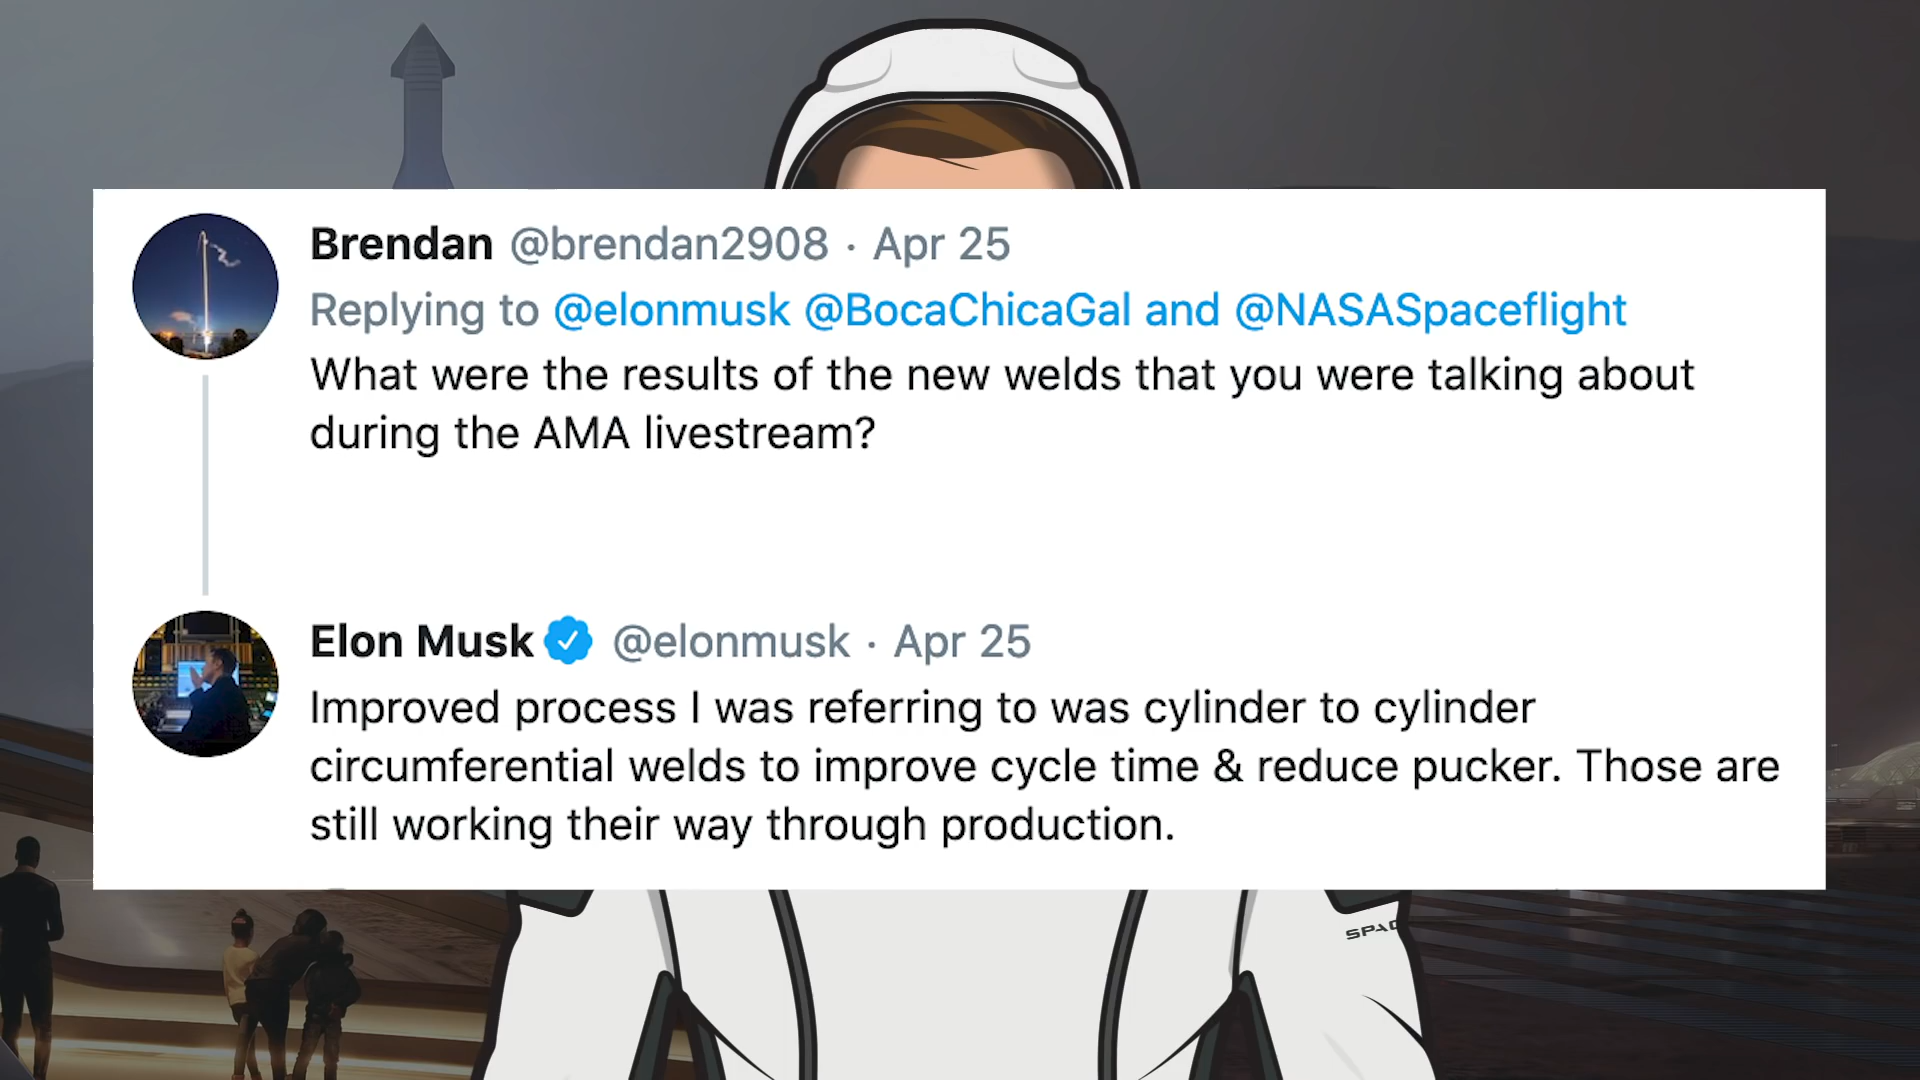 Brendan @brendan2908 · Apr 25
Replying to @elonmusk @BocaChicaGal and @NASASpaceflight
What were the results of the new welds that you were talking about
during the AMA livestream?
Elon Musk @elonmusk · Apr 25
Improved process I was referring to was cylinder to cylinder
circumferential welds to improve cycle time & reduce pucker. Those are
still working their way through production.